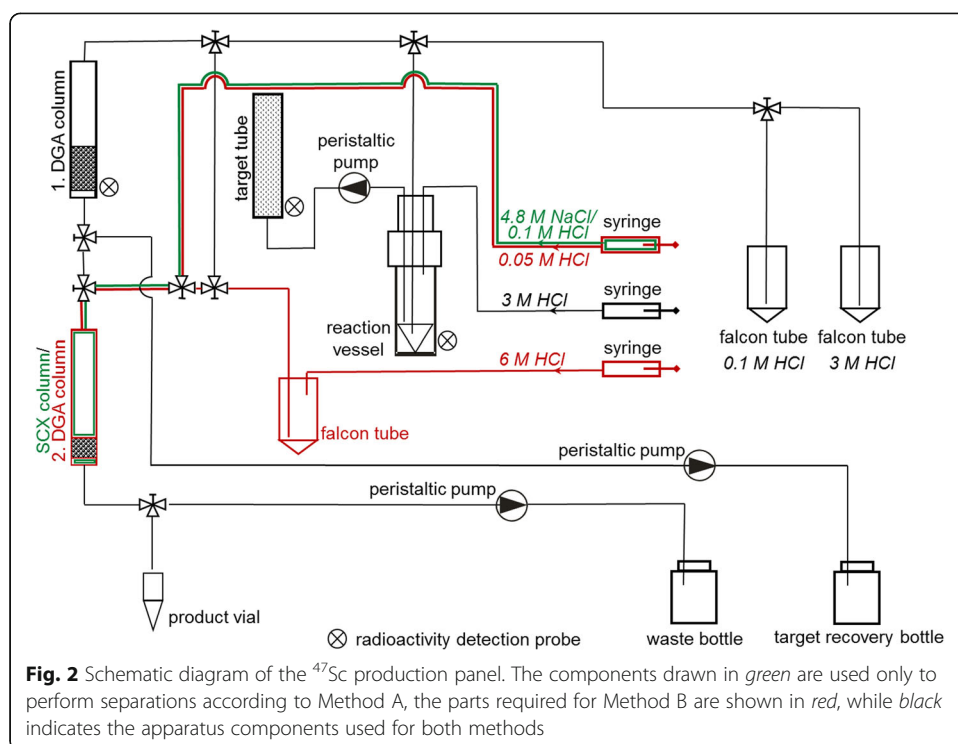 1. DGA column
target tube
peristaltic
pump
4.8 M NaCl/
0.1 M HCl
0.05 M HCl
syringe
3 M HCl
syringe
reaction
vessel
6 M HCl
syringe
falcon tube
0.1 M HCl
falcon tube
3 M HCl
SCX column/
2. DGA column
falcon tube
peristaltic pump
peristaltic pump
product vial
radioactivity detection probe
waste bottle
target recovery bottle
Fig. 2 Schematic diagram of the ⁴⁷Sc production panel. The components drawn in green are used only to
perform separations according to Method A, the parts required for Method B are shown in red, while black
indicates the apparatus components used for both methods